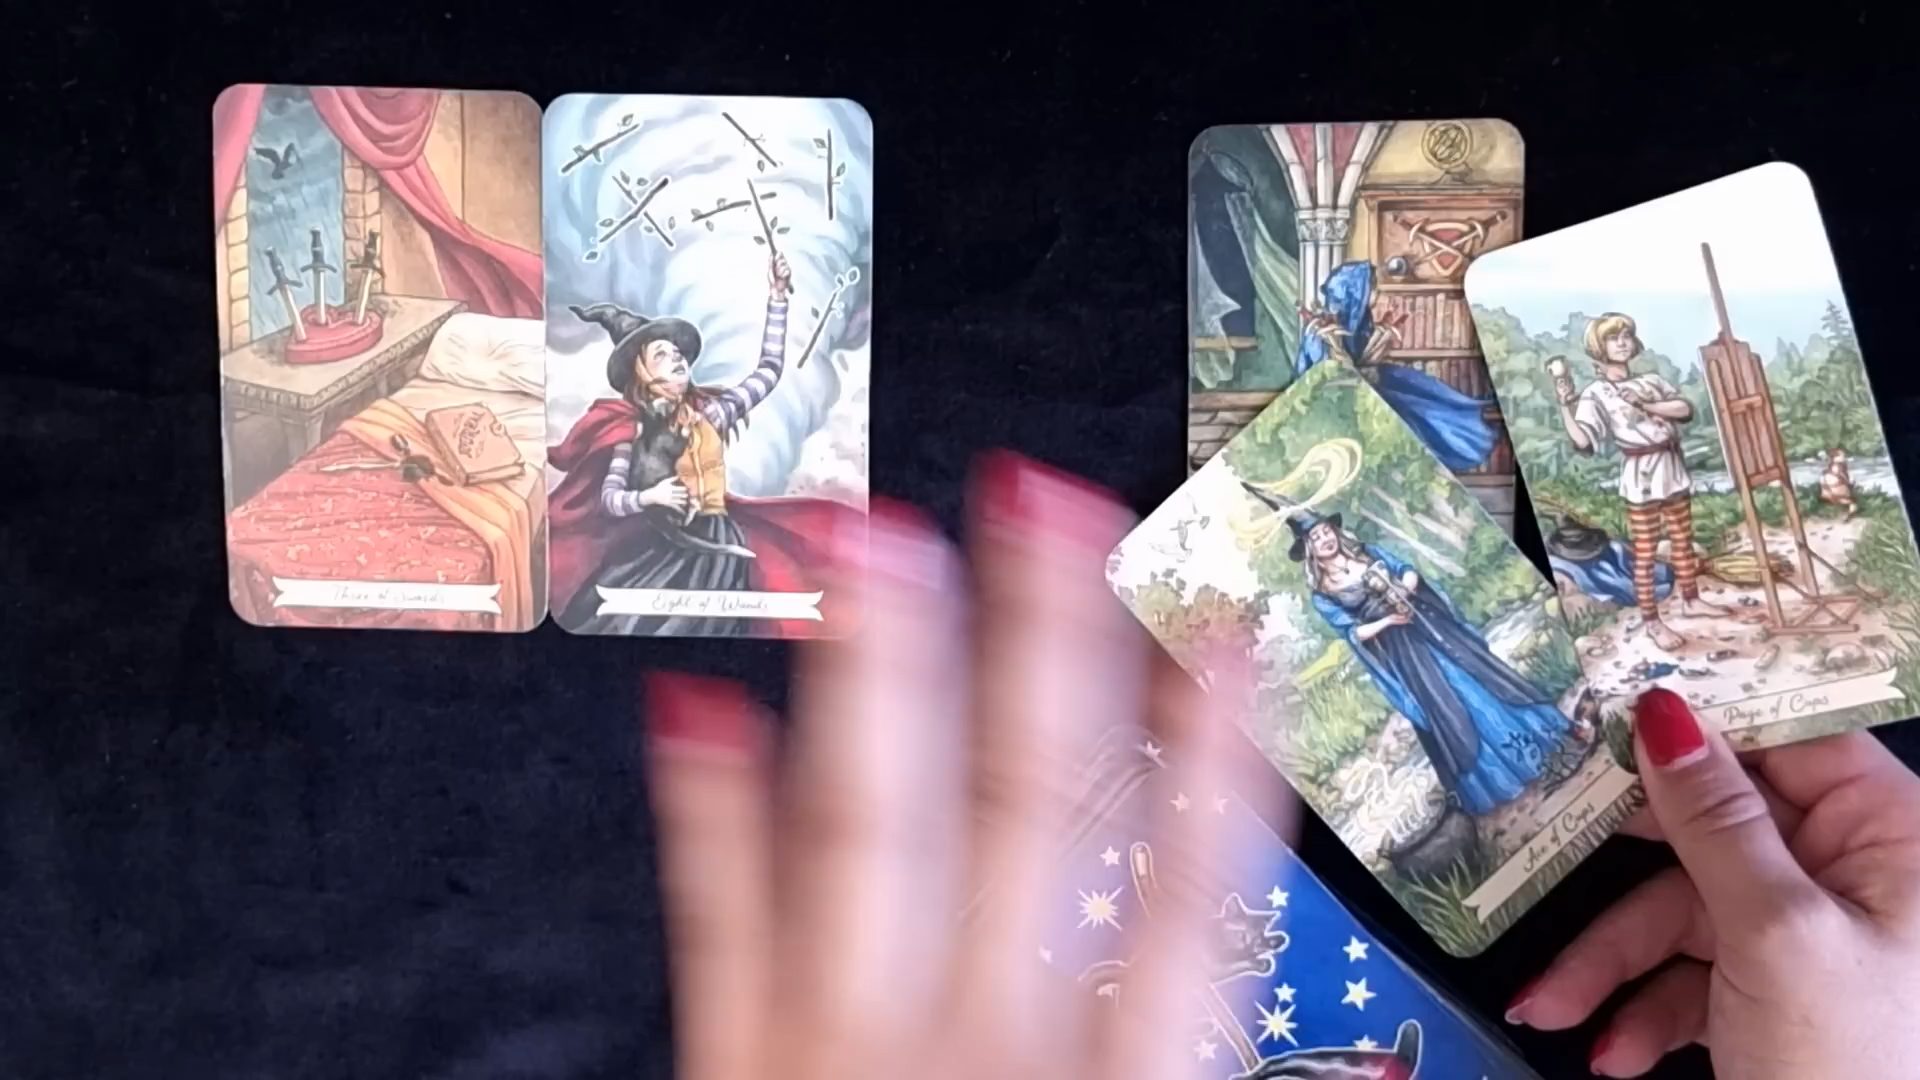 Three of Swords
Eight of Wands
Page of Cups
Ace of Cups